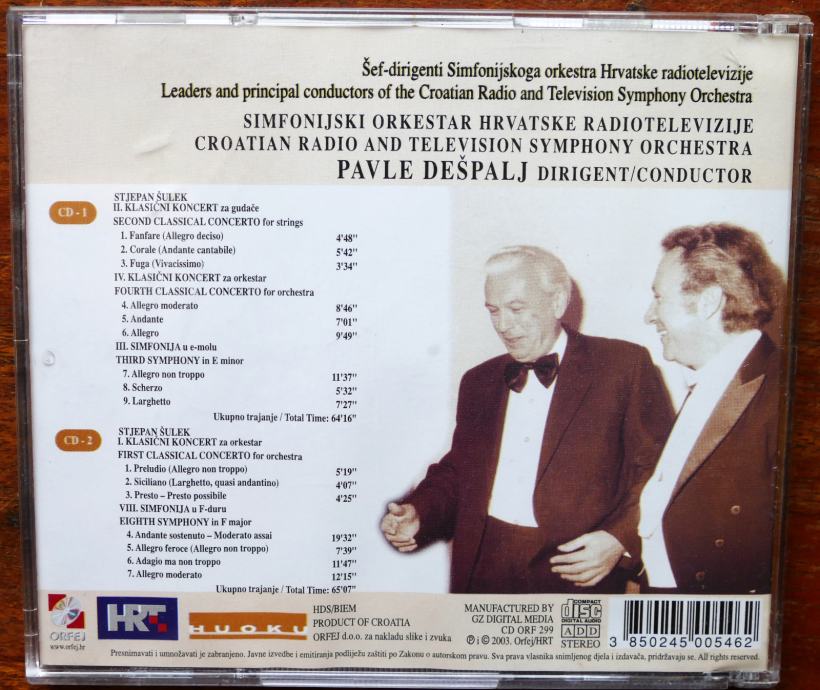 Šef-dirigenti Simfonijskoga orkestra Hrvatske radiotelevizije
Leaders and principal conductors of the Croatian Radio and Television Symphony Orchestra
SIMFONIJSKI ORKESTAR HRVATSKE RADIOTELEVIZIJE
CROATIAN RADIO AND TELEVISION SYMPHONY ORCHESTRA
PAVLE DEŠPALJ DIRIGENT/CONDUCTOR
CD - 1
STJEPAN ŠULEK
II. KLASIČNI KONCERT za gudače
SECOND CLASSICAL CONCERTO for strings
1. Fanfare (Allegro deciso) 4'48"
2. Corale (Andante cantabile) 5'42"
3. Fuga (Vivacissimo) 3'34"
IV. KLASIČNI KONCERT za orkestar
FOURTH CLASSICAL CONCERTO for orchestra
4. Allegro moderato 8'46"
5. Andante 7'01"
6. Allegro 9'49"
III. SIMFONIJA u e-molu
THIRD SYMPHONY in E minor
7. Allegro non troppo 11'37"
8. Scherzo 5'32"
9. Larghetto 7'27"
Ukupno trajanje / Total Time: 64'16"
CD - 2
STJEPAN ŠULEK
I. KLASIČNI KONCERT za orkestar
FIRST CLASSICAL CONCERTO for orchestra
1. Preludio (Allegro non troppo) 5'19"
2. Siciliano (Larghetto, quasi andantino) 4'07"
3. Presto – Presto possibile 4'25"
VIII. SIMFONIJA u F-duru
EIGHTH SYMPHONY in F major
4. Andante sostenuto – Moderato assai 19'32"
5. Allegro feroce (Allegro non troppo) 7'39"
6. Adagio ma non troppo 11'47"
7. Allegro moderato 12'15"
Ukupno trajanje / Total Time: 65'07"
ORFEJ
www.orfej.hr
HRT
HUOKU
HDS/BIEM
PRODUCT OF CROATIA
ORFEJ d.o.o. za nakladu slike i zvuka
MANUFACTURED BY
GZ DIGITAL MEDIA
CD ORF 299
℗ i © 2003. Orfej/HRT
COMPACT
disc
DIGITAL AUDIO
ADD
STEREO
3 850245 005462
Presnimavati i umnožavati je zabranjeno. Javne izvedbe i emitiranja podliježu zaštiti po Zakonu o autorskom pravu. Sva prava vlasnika snimljenog djela i izdavača, pridržavaju se. All rights reserved.